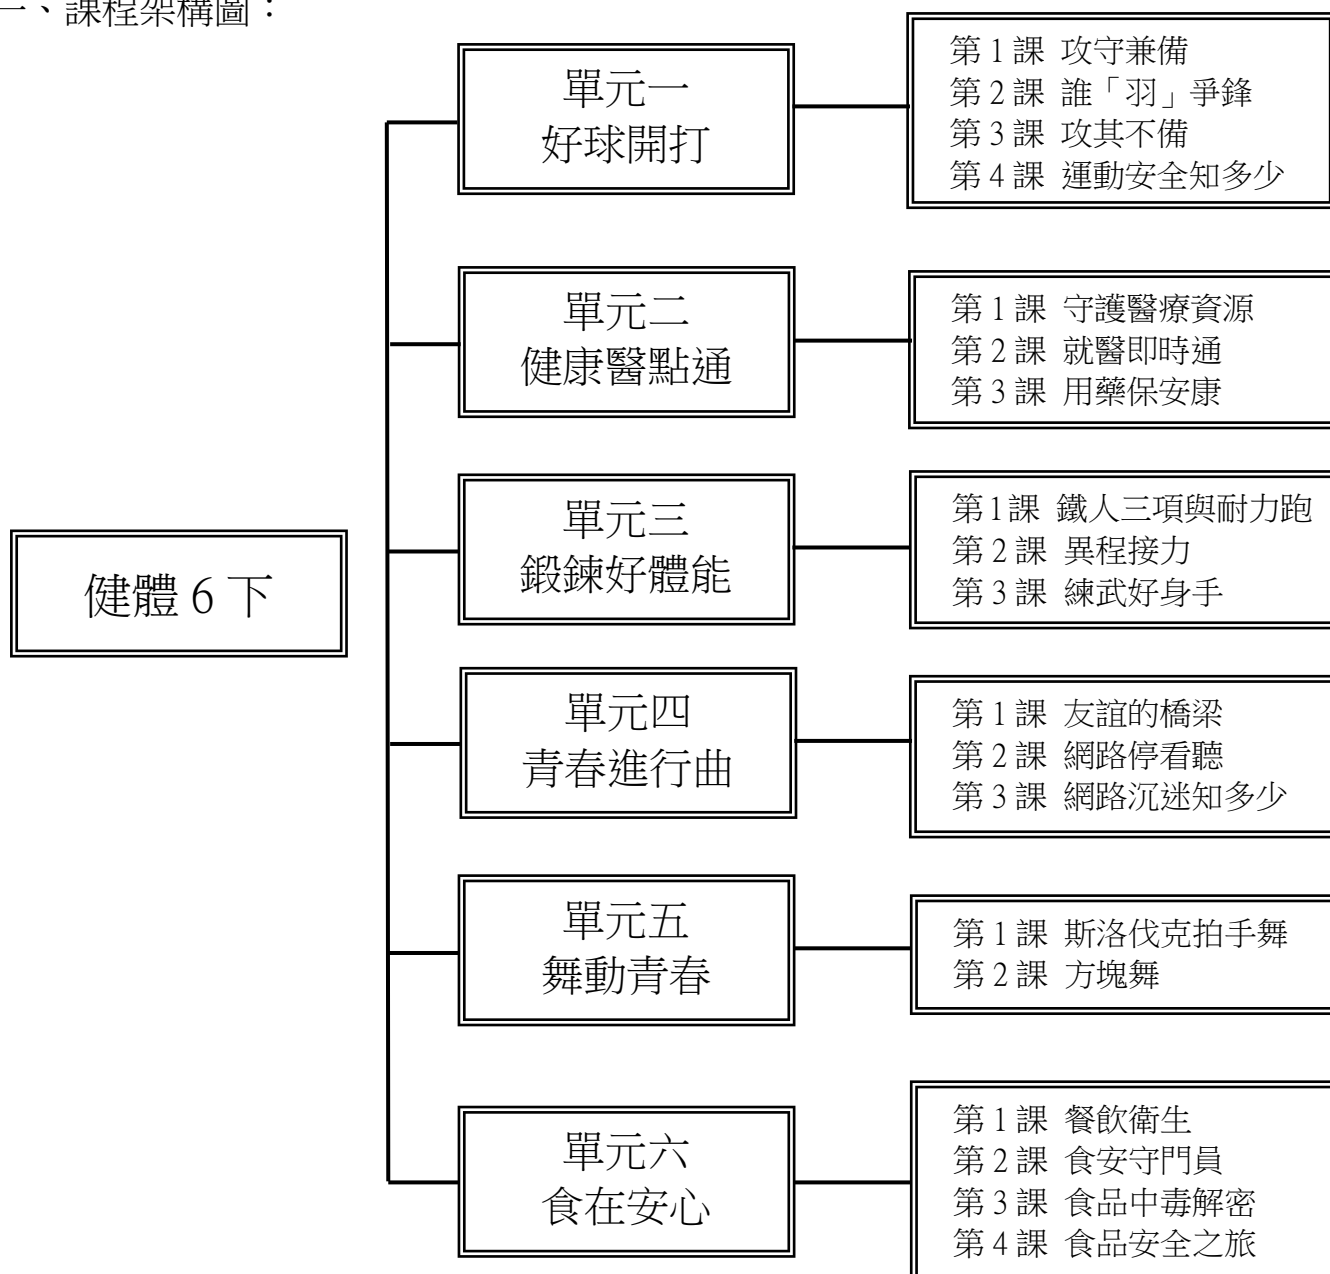 一、課程架構圖：
健體 6 下
單元一
好球開打
第 1 課 攻守兼備
第 2 課 誰「羽」爭鋒
第 3 課 攻其不備
第 4 課 運動安全知多少
單元二
健康醫點通
第 1 課 守護醫療資源
第 2 課 就醫即時通
第 3 課 用藥保安康
單元三
鍛鍊好體能
第 1 課 鐵人三項與耐力跑
第 2 課 異程接力
第 3 課 練武好身手
單元四
青春進行曲
第 1 課 友誼的橋梁
第 2 課 網路停看聽
第 3 課 網路沉迷知多少
單元五
舞動青春
第 1 課 斯洛伐克拍手舞
第 2 課 方塊舞
單元六
食在安心
第 1 課 餐飲衛生
第 2 課 食安守門員
第 3 課 食品中毒解密
第 4 課 食品安全之旅